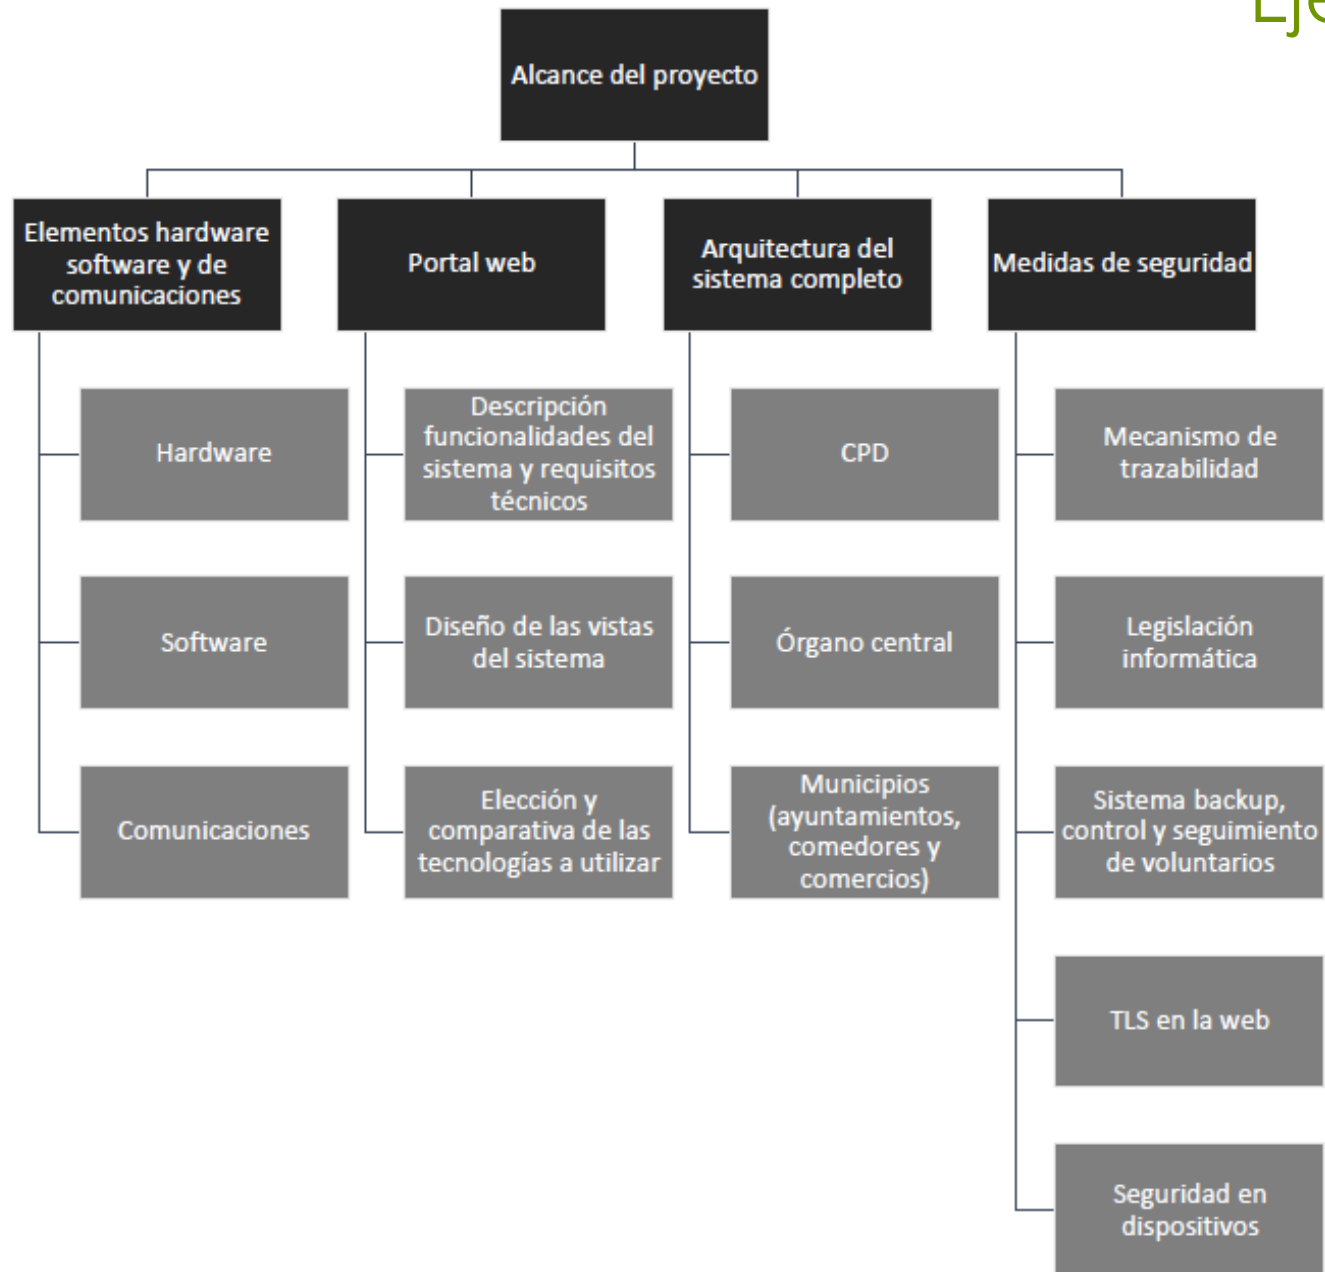 Eje
Alcance del proyecto
Elementos hardware
software y de
comunicaciones
Hardware
Software
Comunicaciones
Portal web
Descripción
funcionalidades del
sistema y requisitos
técnicos
Diseño de las vistas
del sistema
Elección y
comparativa de las
tecnologías a utilizar
Arquitectura del
sistema completo
CPD
Órgano central
Municipios
(ayuntamientos,
comedores y
comercios)
Medidas de seguridad
Mecanismo de
trazabilidad
Legislación
informática
Sistema backup,
control y seguimiento
de voluntarios
TLS en la web
Seguridad en
dispositivos